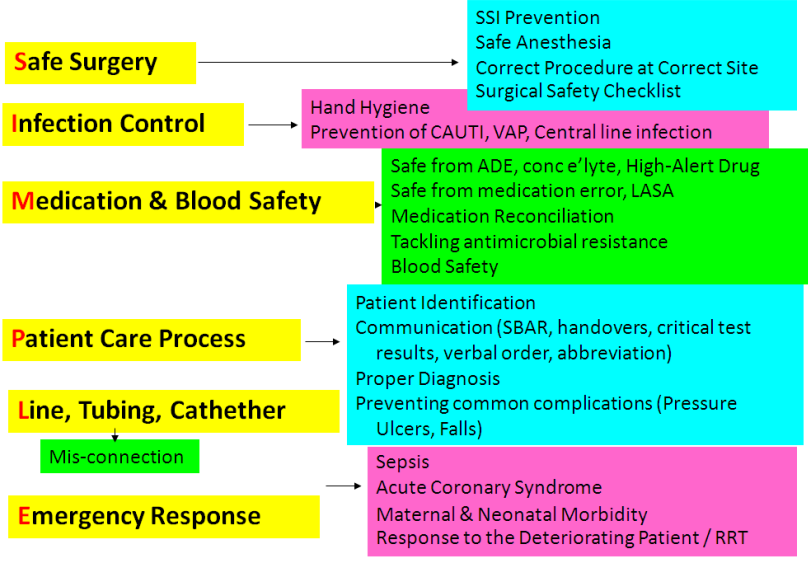 Safe Surgery
SSI Prevention
Safe Anesthesia
Correct Procedure at Correct Site
Surgical Safety Checklist
Infection Control
Hand Hygiene
Prevention of CAUTI, VAP, Central line infection
Medication & Blood Safety
Safe from ADE, conc e’lyte, High-Alert Drug
Safe from medication error, LASA
Medication Reconciliation
Tackling antimicrobial resistance
Blood Safety
Patient Care Process
Patient Identification
Communication (SBAR, handovers, critical test
results, verbal order, abbreviation)
Proper Diagnosis
Preventing common complications (Pressure
Ulcers, Falls)
Line, Tubing, Cathether
Mis-connection
Emergency Response
Sepsis
Acute Coronary Syndrome
Maternal & Neonatal Morbidity
Response to the Deteriorating Patient / RRT